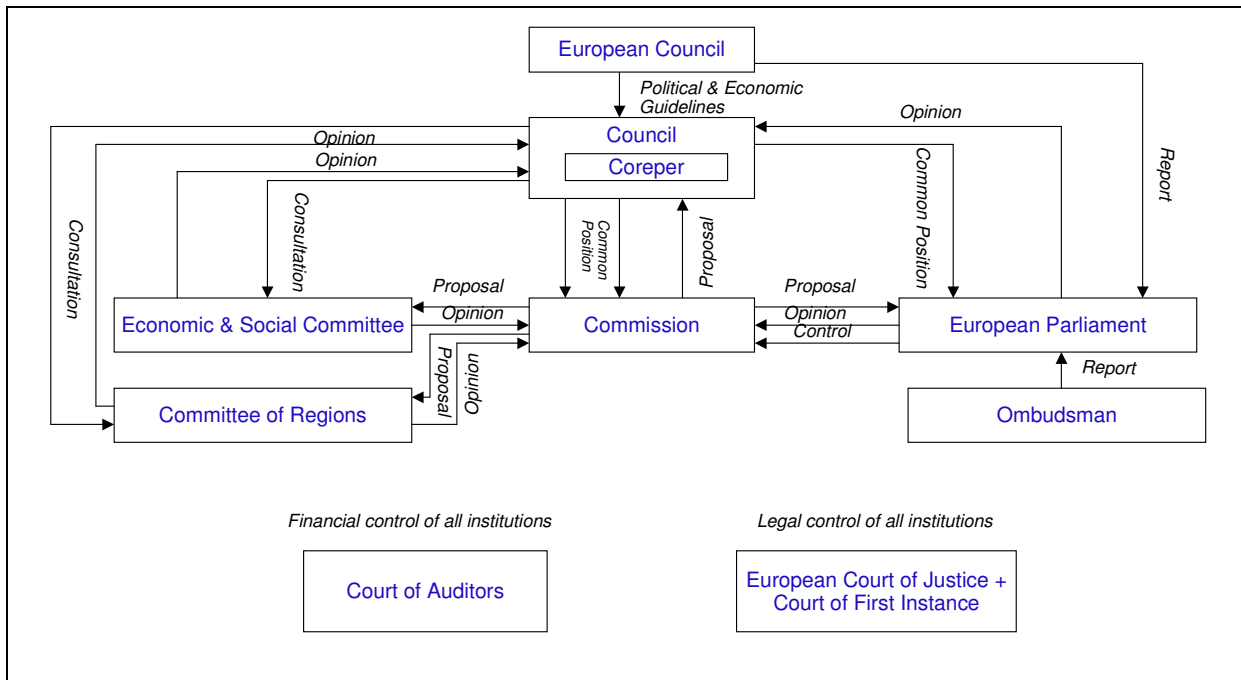 European Council
Political & Economic
Guidelines
Council
Coreper
Opinion
Opinion
Opinion
Consultation
Consultation
Common
Position
Proposal
Common Position
Report
Proposal
Opinion
Proposal
Opinion
Control
Economic & Social Committee
Commission
European Parliament
Proposal
Opinion
Report
Committee of Regions
Ombudsman
Financial control of all institutions
Legal control of all institutions
Court of Auditors
European Court of Justice +
Court of First Instance